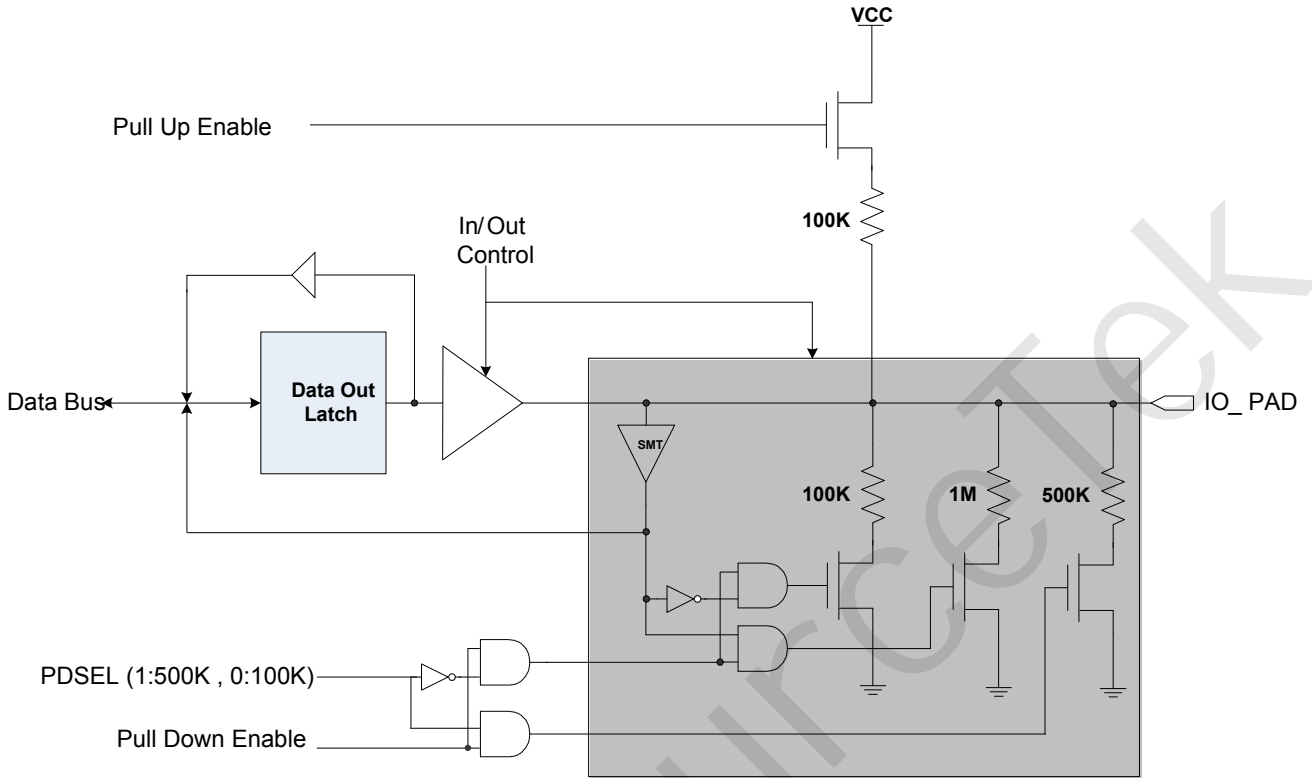 VCC
Pull Up Enable
100K
In/Out
Control
Data Out
Latch
Data Bus
IO_ PAD
SMT
100K
1M
500K
PDSEL (1:500K , 0:100K)
Pull Down Enable
urceTek